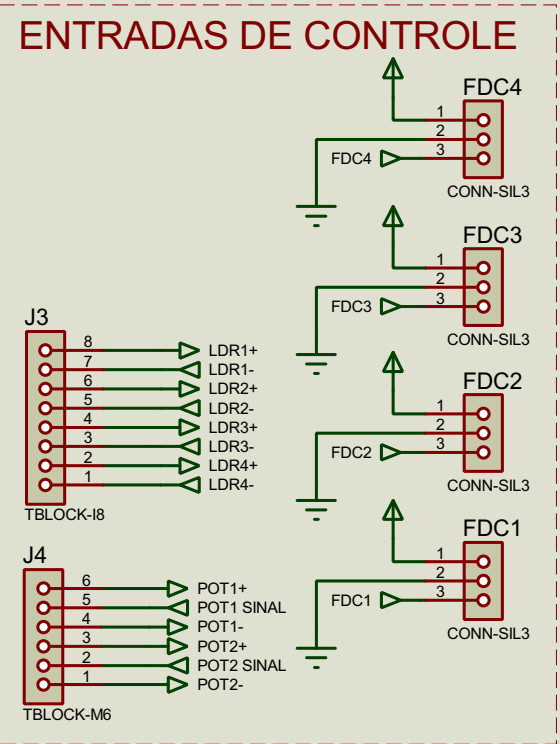 ENTRADAS DE CONTROLE
FDC4
1
2
3
FDC4
CONN-SIL3
FDC3
1
2
3
FDC3
CONN-SIL3
FDC2
1
2
3
FDC2
CONN-SIL3
FDC1
1
2
3
FDC1
CONN-SIL3
J3
8 LDR1+
7 LDR1-
6 LDR2+
5 LDR2-
4 LDR3+
3 LDR3-
2 LDR4+
1 LDR4-
TBLOCK-I8
J4
6 POT1+
5 POT1 SINAL
4 POT1-
3 POT2+
2 POT2 SINAL
1 POT2-
TBLOCK-M6